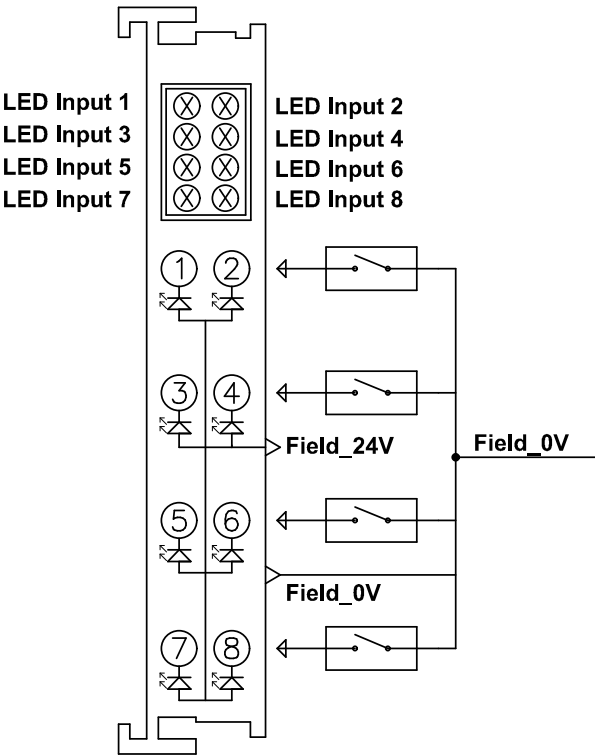 LED Input 1
LED Input 2
LED Input 3
LED Input 4
LED Input 5
LED Input 6
LED Input 7
LED Input 8
1 2
3 4
Field_24V
Field_0V
5 6
Field_0V
7 8